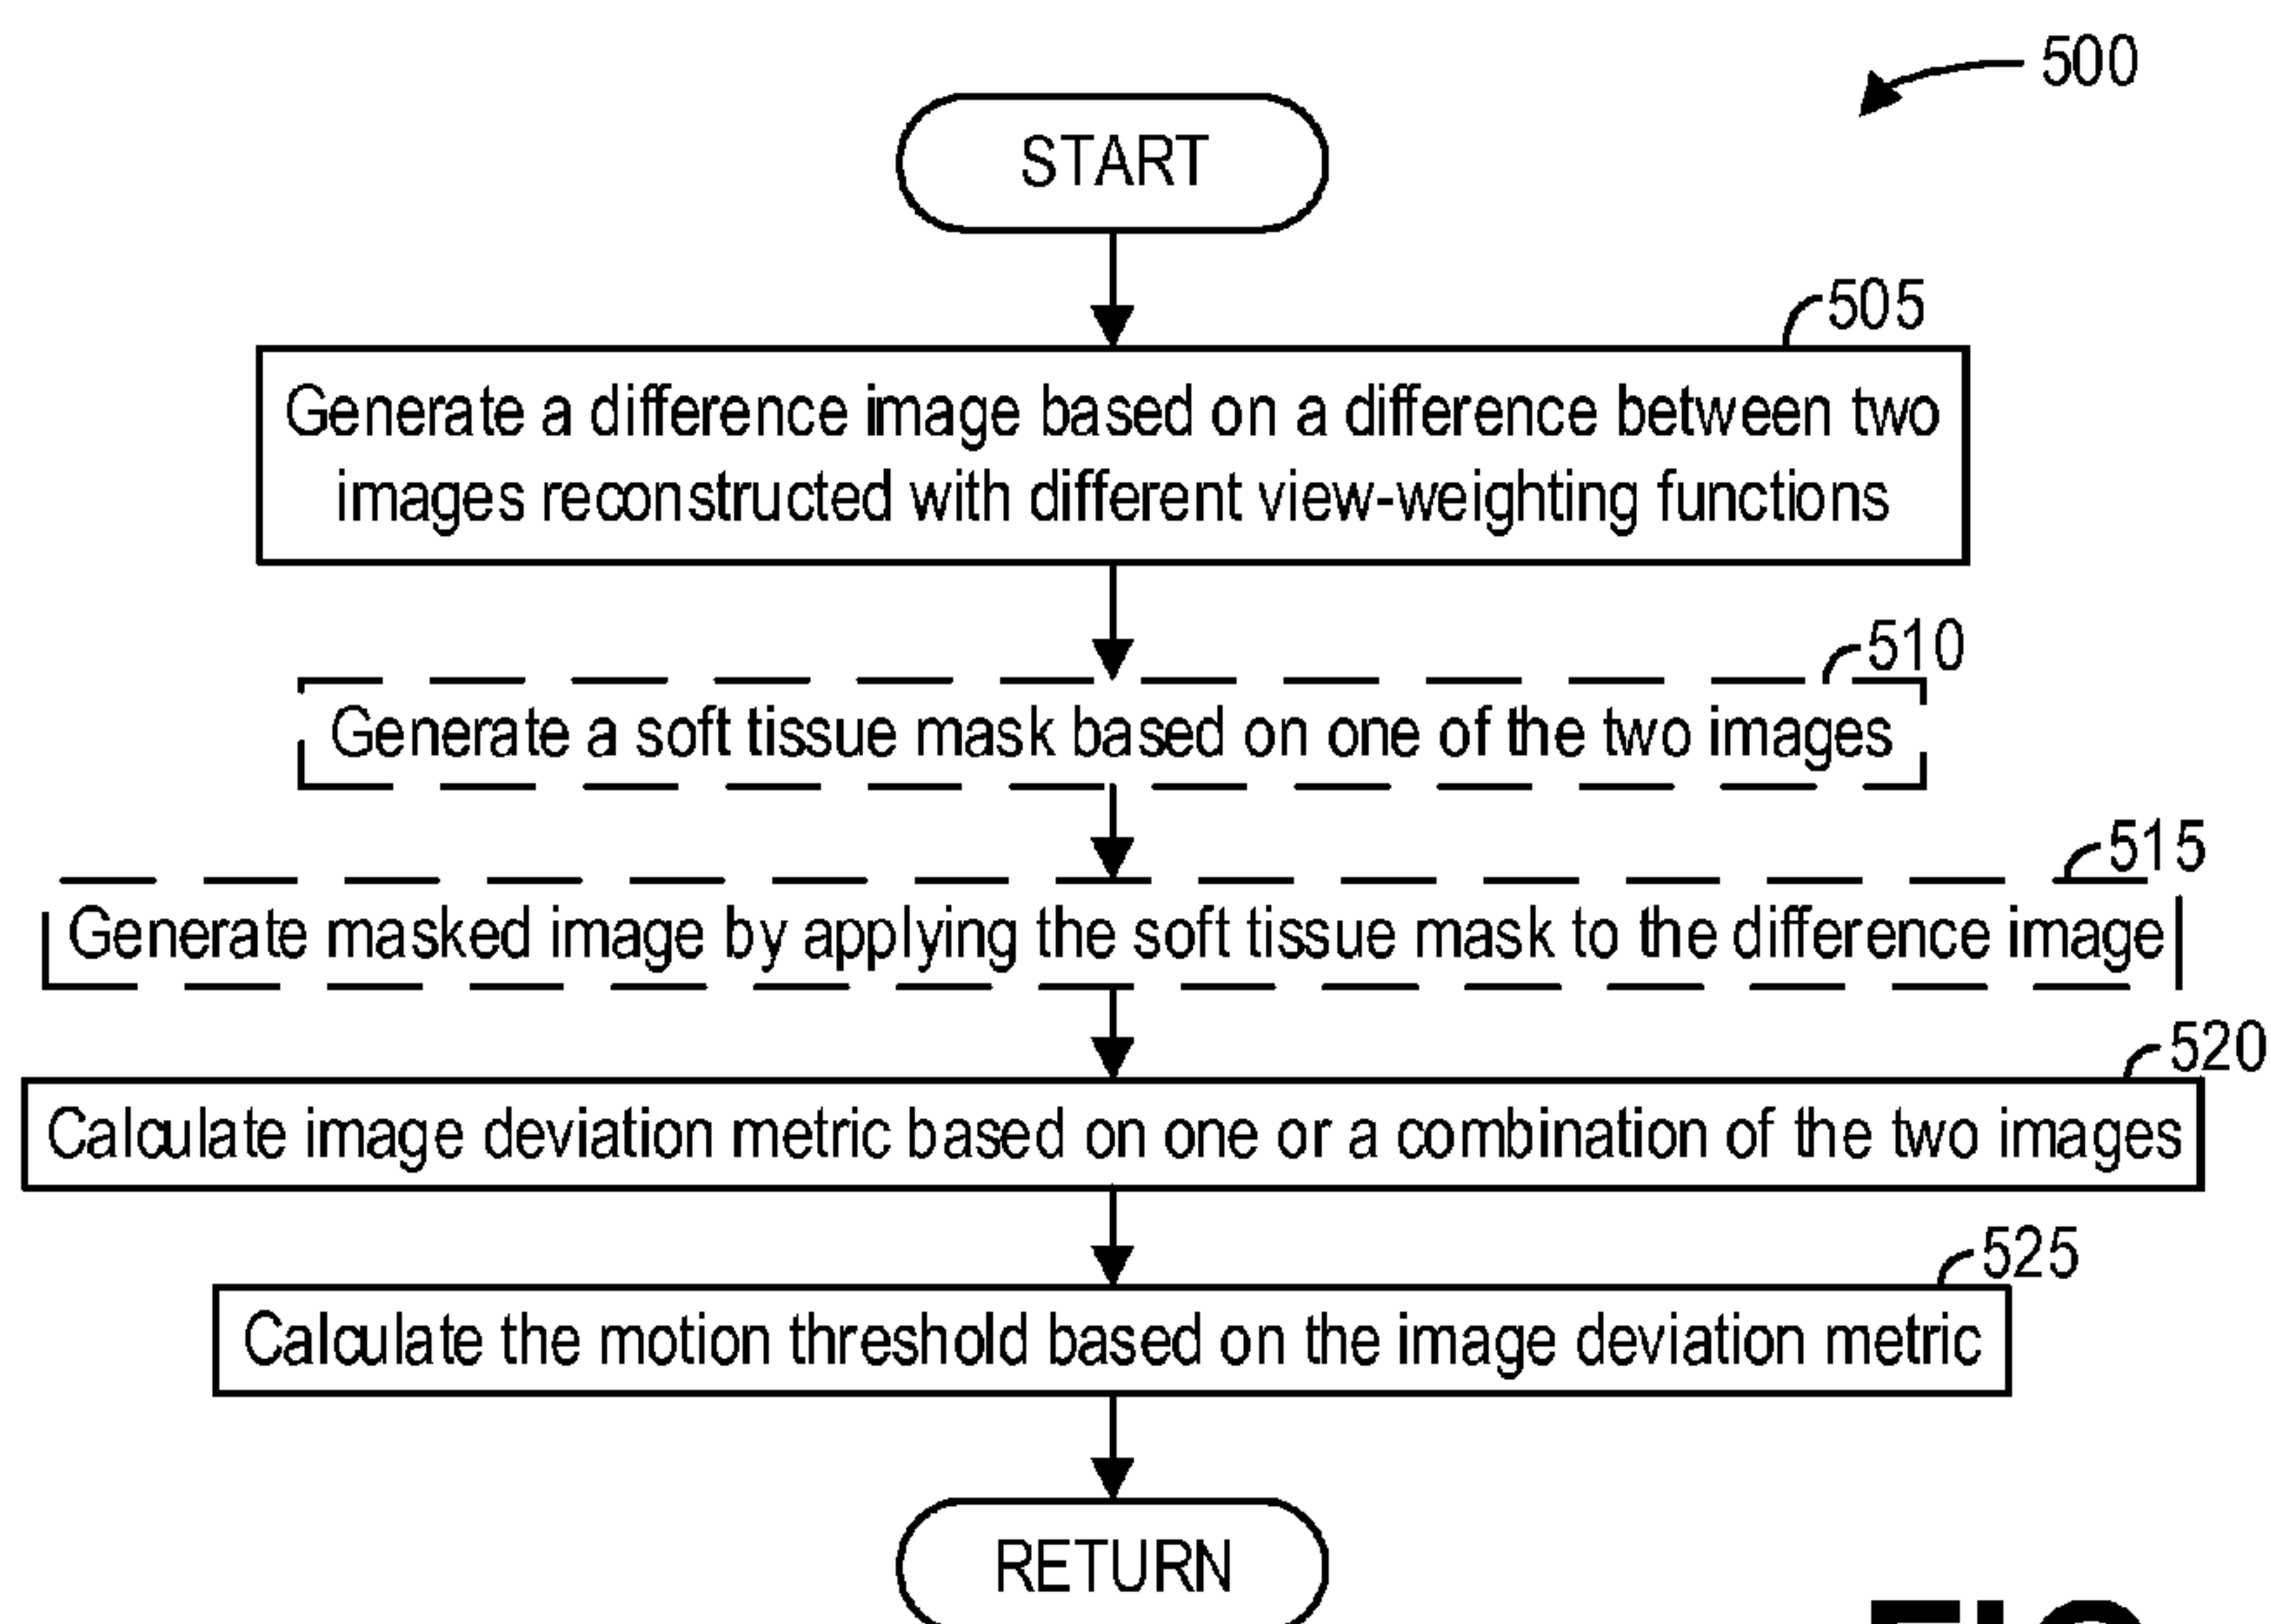 500
START
505
Generate a difference image based on a difference between two
images reconstructed with different view-weighting functions
510
Generate a soft tissue mask based on one of the two images
515
Generate masked image by applying the soft tissue mask to the difference image
520
Calculate image deviation metric based on one or a combination of the two images
525
Calculate the motion threshold based on the image deviation metric
RETURN